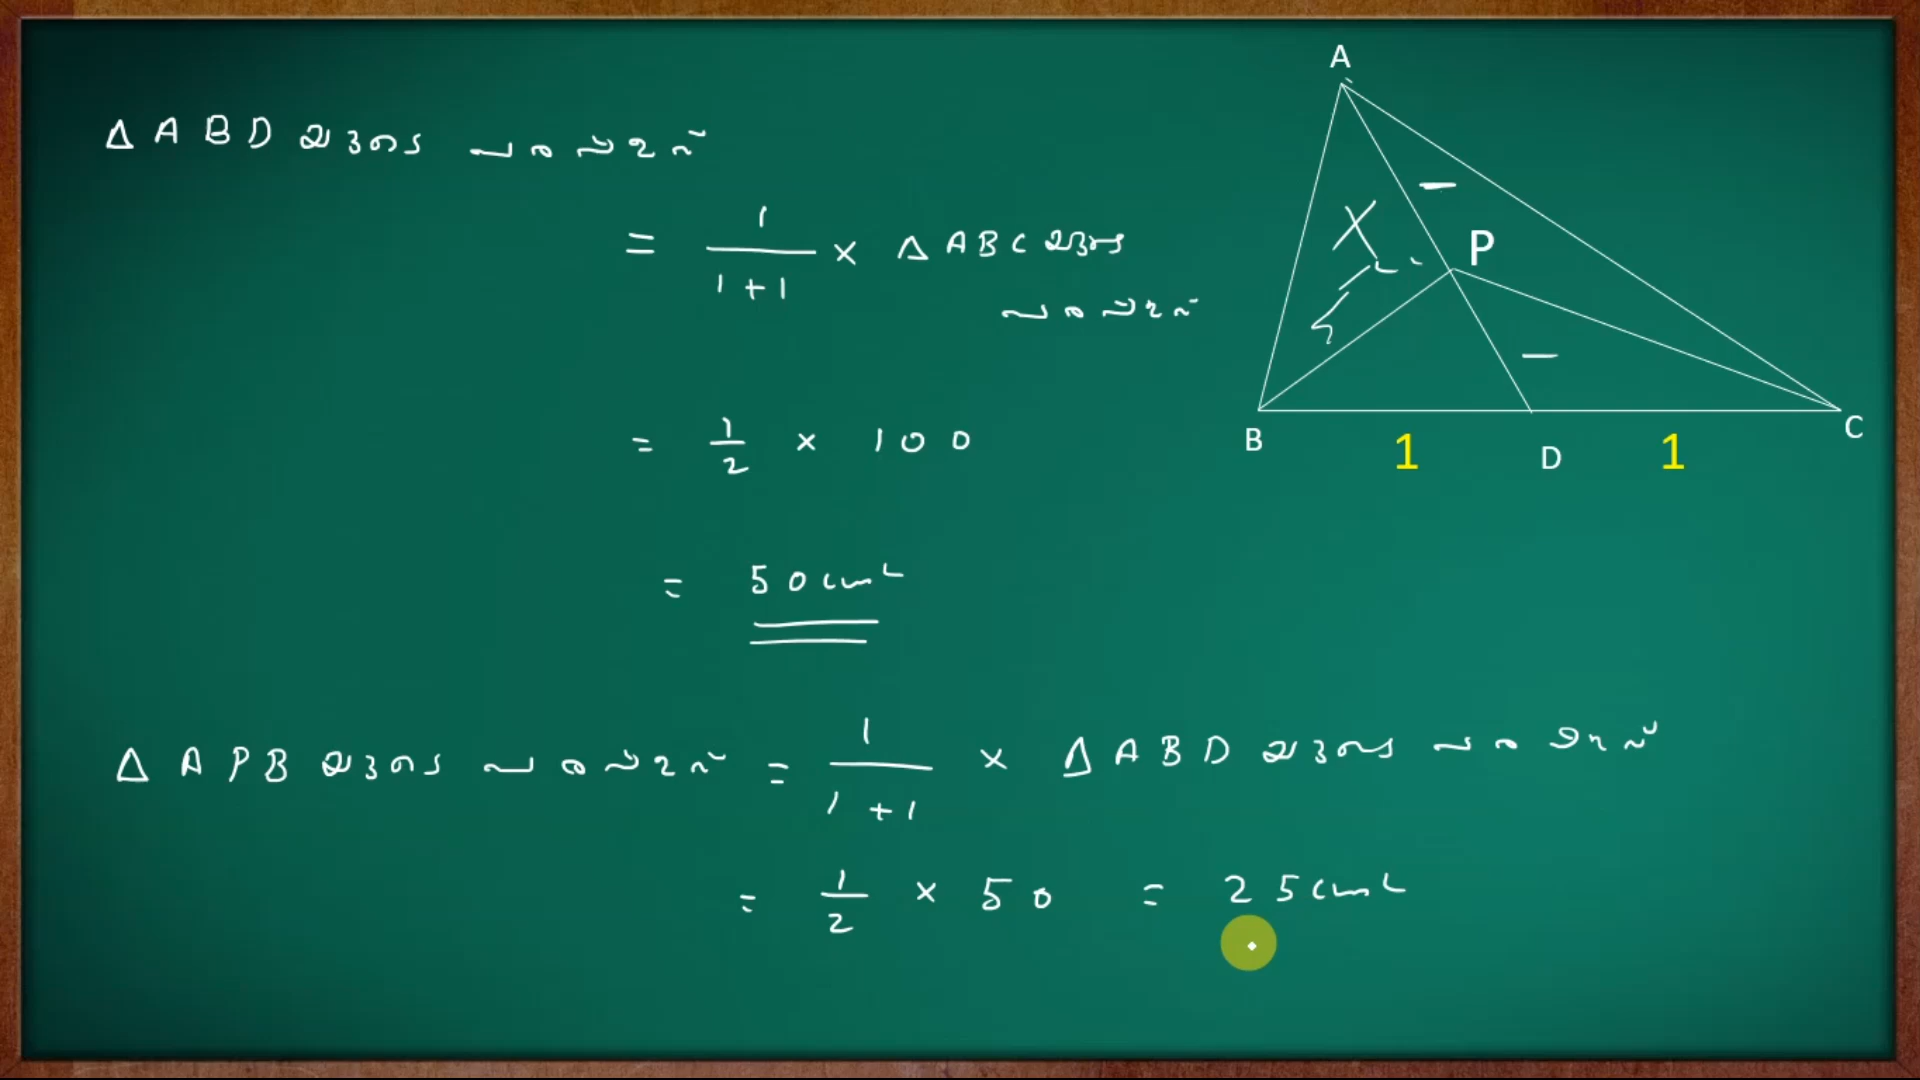 Δ ABD യുടെ പരപ്പളവ്
= 1/(1+1) × Δ ABC യുടെ
പരപ്പളവ്
= 1/2 × 100
= 50 cm²
Δ APB യുടെ പരപ്പളവ് = 1/(1+1) × Δ ABD യുടെ പരപ്പളവ്
= 1/2 × 50 = 25 cm²
A
P
B
1
D
1
C